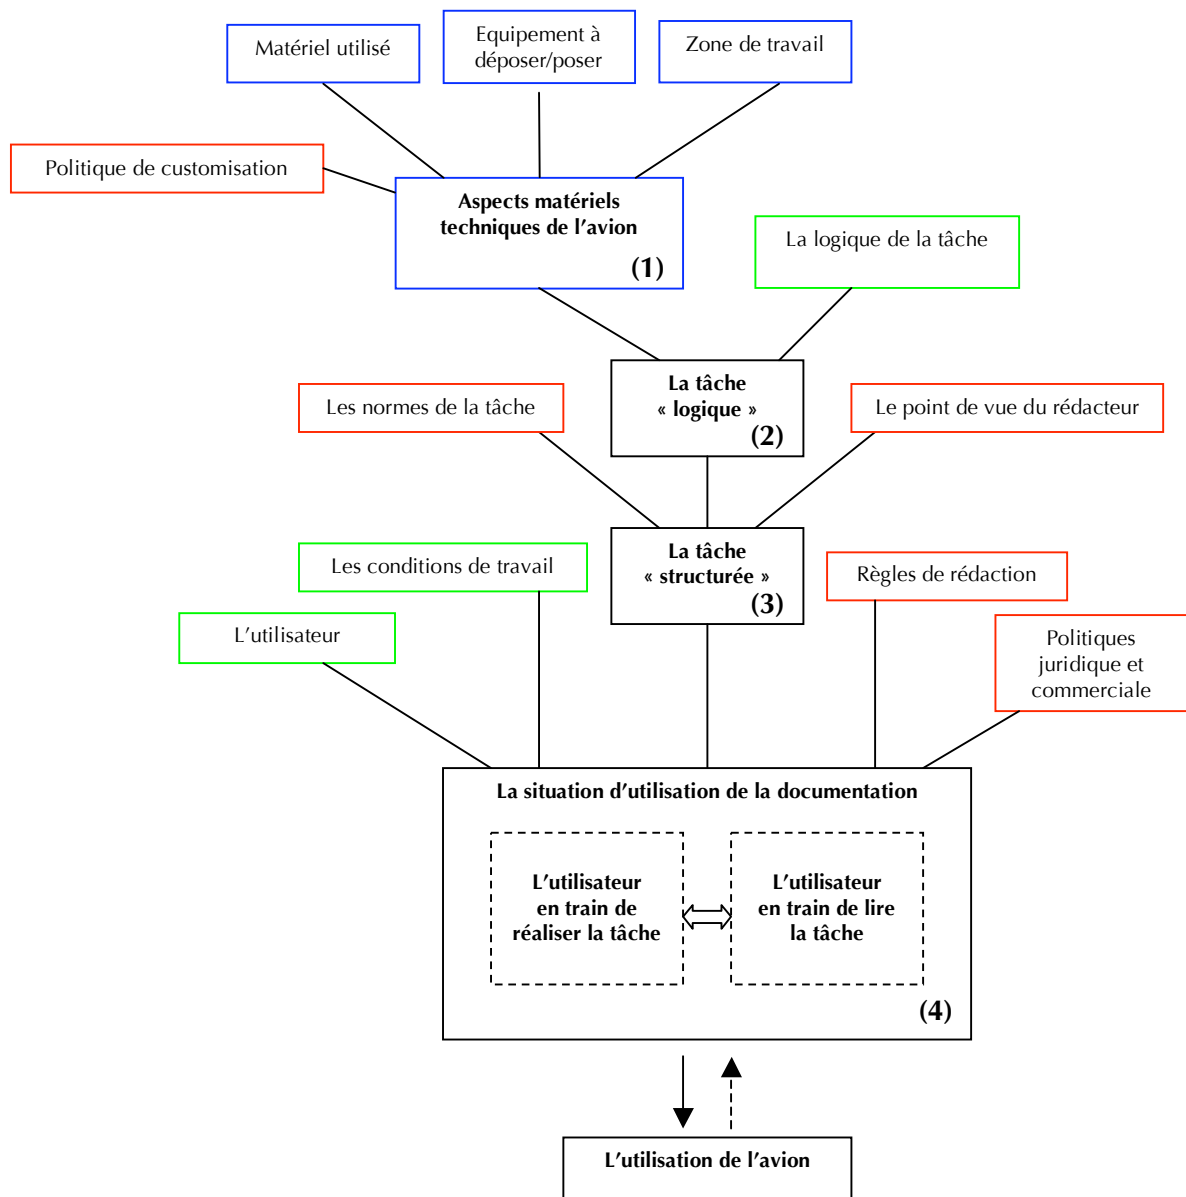 Matériel utilisé
Equipement à
déposer/poser
Zone de travail
Politique de customisation
Aspects matériels
techniques de l'avion
(1)
La logique de la tâche
La tâche
« logique »
(2)
Les normes de la tâche
Le point de vue du rédacteur
La tâche
« structurée »
(3)
Les conditions de travail
Règles de rédaction
L'utilisateur
Politiques
juridique et
commerciale
La situation d'utilisation de la documentation
L'utilisateur
en train de
réaliser la tâche
L'utilisateur
en train de lire
la tâche
(4)
L'utilisation de l'avion